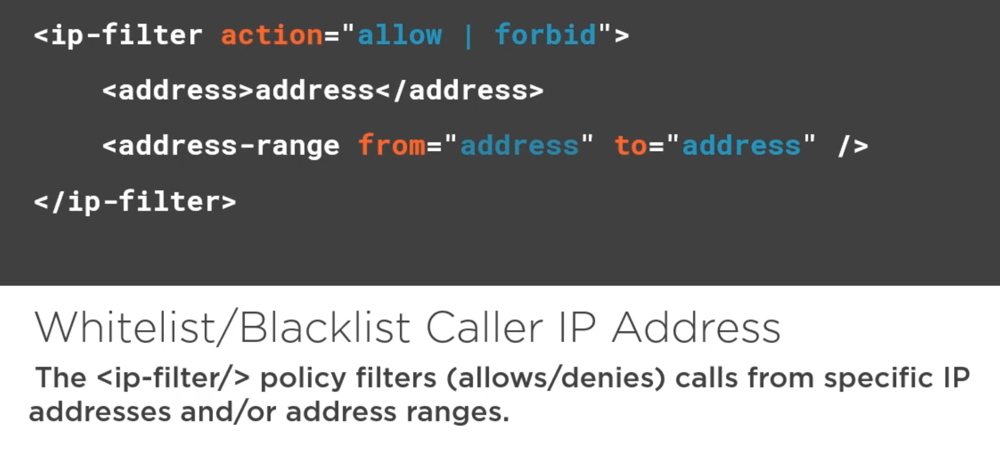 <ip-filter action="allow | forbid">
<address>address</address>
<address-range from="address" to="address" />
</ip-filter>
Whitelist/Blacklist Caller IP Address
The <ip-filter/> policy filters (allows/denies) calls from specific IP
addresses and/or address ranges.